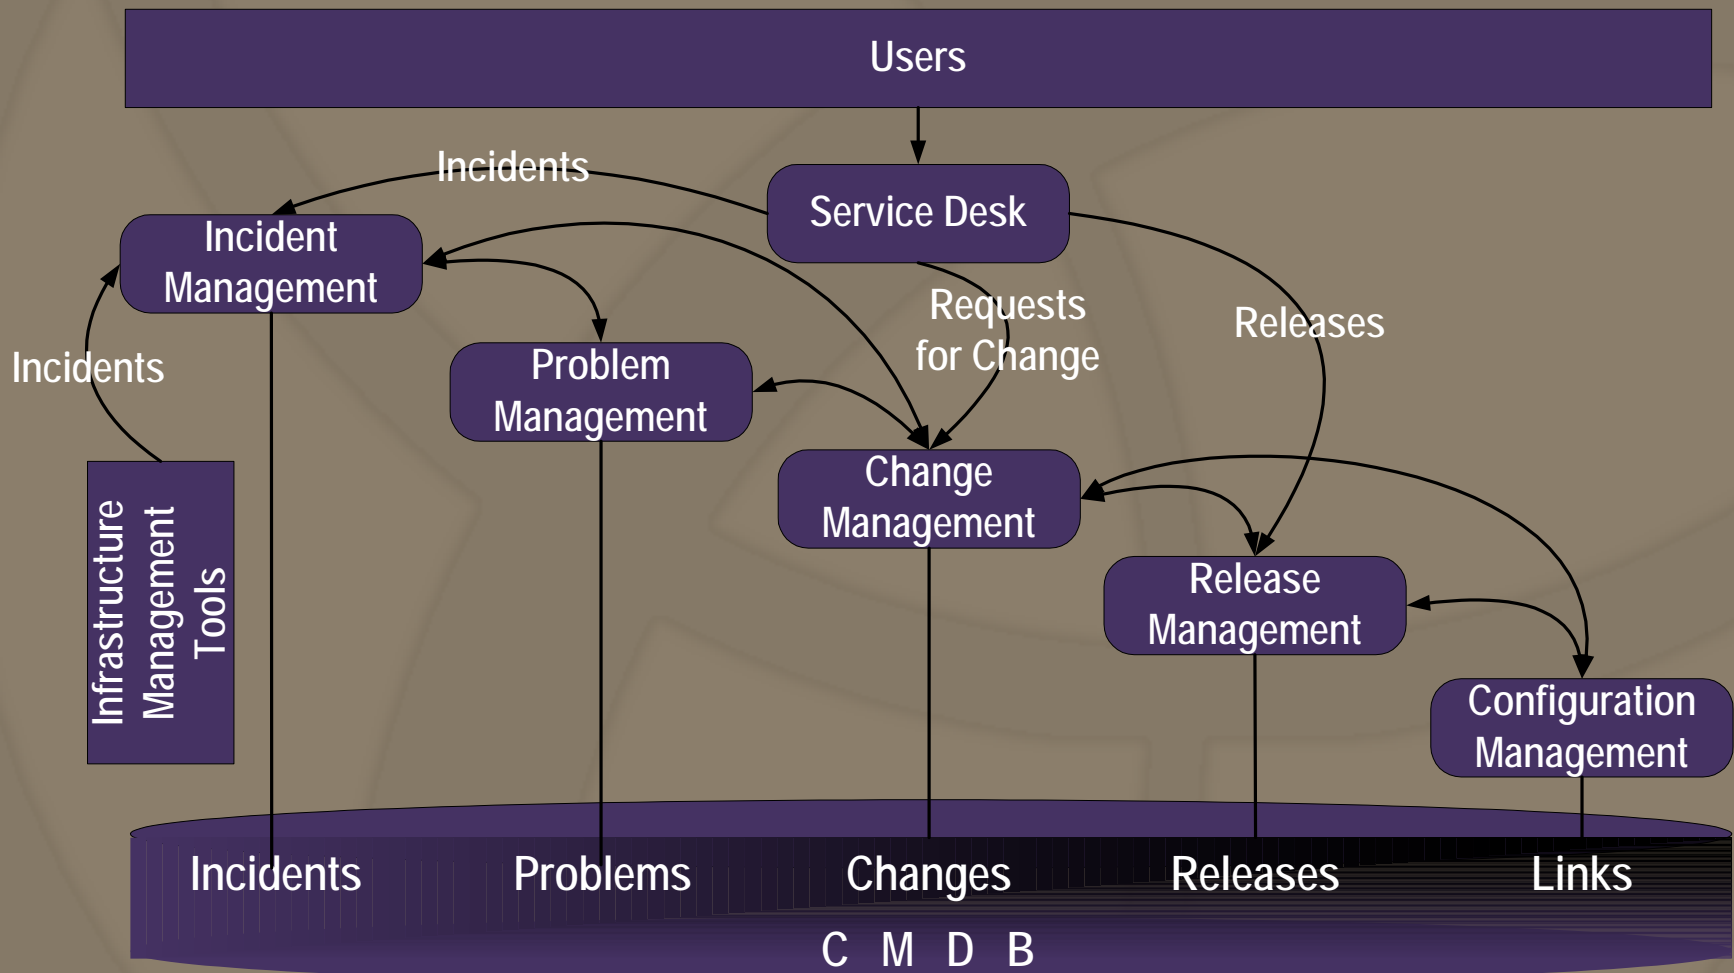 Users
Incidents
Service Desk
Incident
Management
Requests
for Change
Releases
Incidents
Problem
Management
Change
Management
Infrastructure
Management
Tools
Release
Management
Configuration
Management
Incidents
Problems
Changes
Releases
Links
C M D B